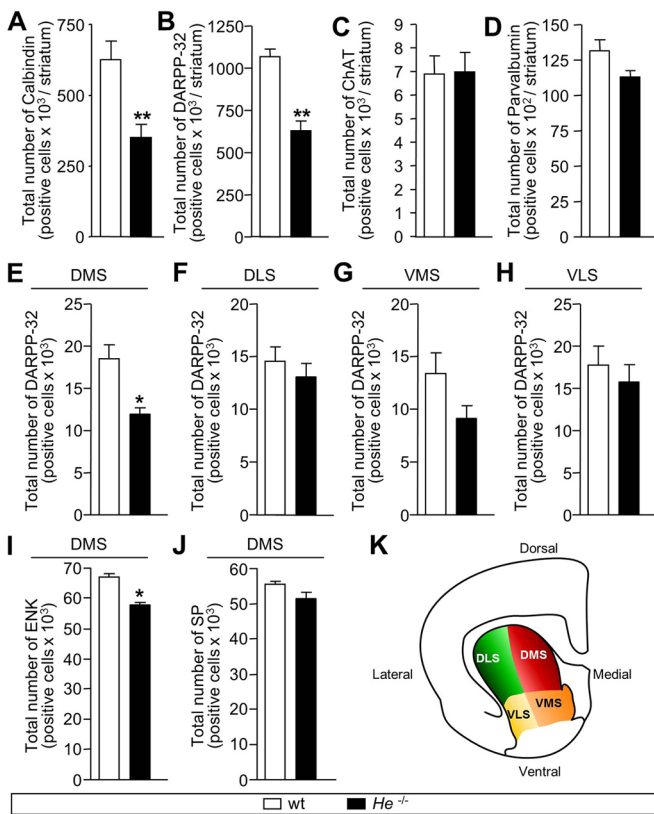 A
Total number of Calbindin
(positive cells x 10³ / striatum)
750
500
250
0
**
B
Total number of DARPP-32
(positive cells x 10³ / striatum)
1250
1000
750
500
250
0
**
C
Total number of ChAT
(positive cells x 10³ / striatum)
9
8
7
6
5
4
3
2
1
0
D
Total number of Parvalbumin
(positive cells x 10² / striatum)
150
125
100
75
50
25
0
E
DMS
Total number of DARPP-32
(positive cells x 10³)
25
20
15
10
5
0
*
F
DLS
Total number of DARPP-32
(positive cells x 10³)
20
15
10
5
0
G
VMS
Total number of DARPP-32
(positive cells x 10³)
20
15
10
5
0
H
VLS
Total number of DARPP-32
(positive cells x 10³)
25
20
15
10
5
0
I
DMS
Total number of ENK
(positive cells x 10³)
70
60
50
40
30
20
10
0
*
J
DMS
Total number of SP
(positive cells x 10³)
60
50
40
30
20
10
0
K
Dorsal
Lateral
Medial
Ventral
DLS
DMS
VLS
VMS
wt
He -/-